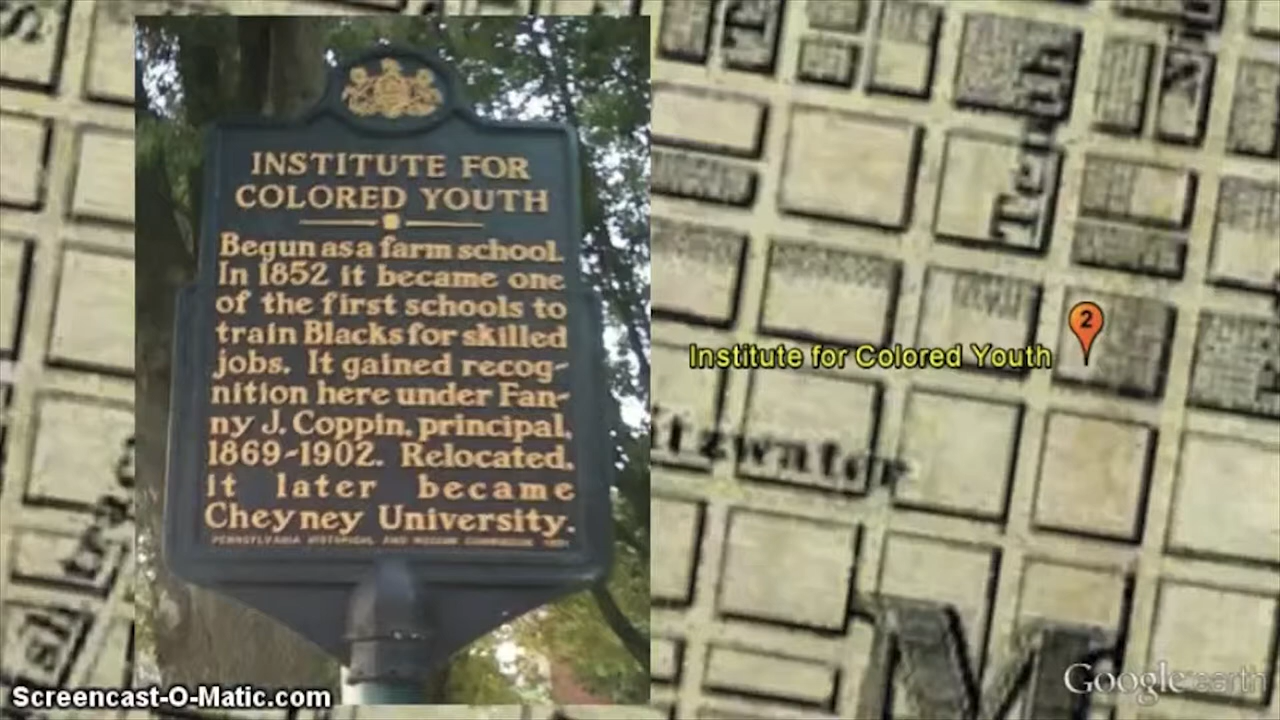 INSTITUTE FOR
COLORED YOUTH
Begun as a farm school.
In 1852 it became one
of the first schools to
train Blacks for skilled
jobs. It gained recog-
nition here under Fan-
ny J. Coppin, principal,
1869-1902. Relocated,
it later became
Cheyney University.
PENNSYLVANIA HISTORICAL AND MUSEUM COMMISSION
Tenth
2
Institute for Colored Youth
M
Google earth
Screencast-O-Matic.com